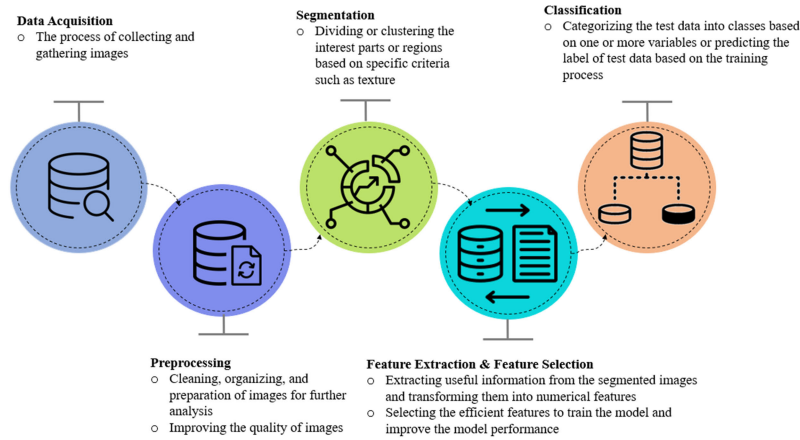 Data Acquisition
o The process of collecting and
gathering images
Segmentation
o Dividing or clustering the
interest parts or regions
based on specific criteria
such as texture
Classification
o Categorizing the test data into classes based
on one or more variables or predicting the
label of test data based on the training
process
Preprocessing
o Cleaning, organizing, and
preparation of images for further
analysis
o Improving the quality of images
Feature Extraction & Feature Selection
o Extracting useful information from the segmented images
and transforming them into numerical features
o Selecting the efficient features to train the model and
improve the model performance